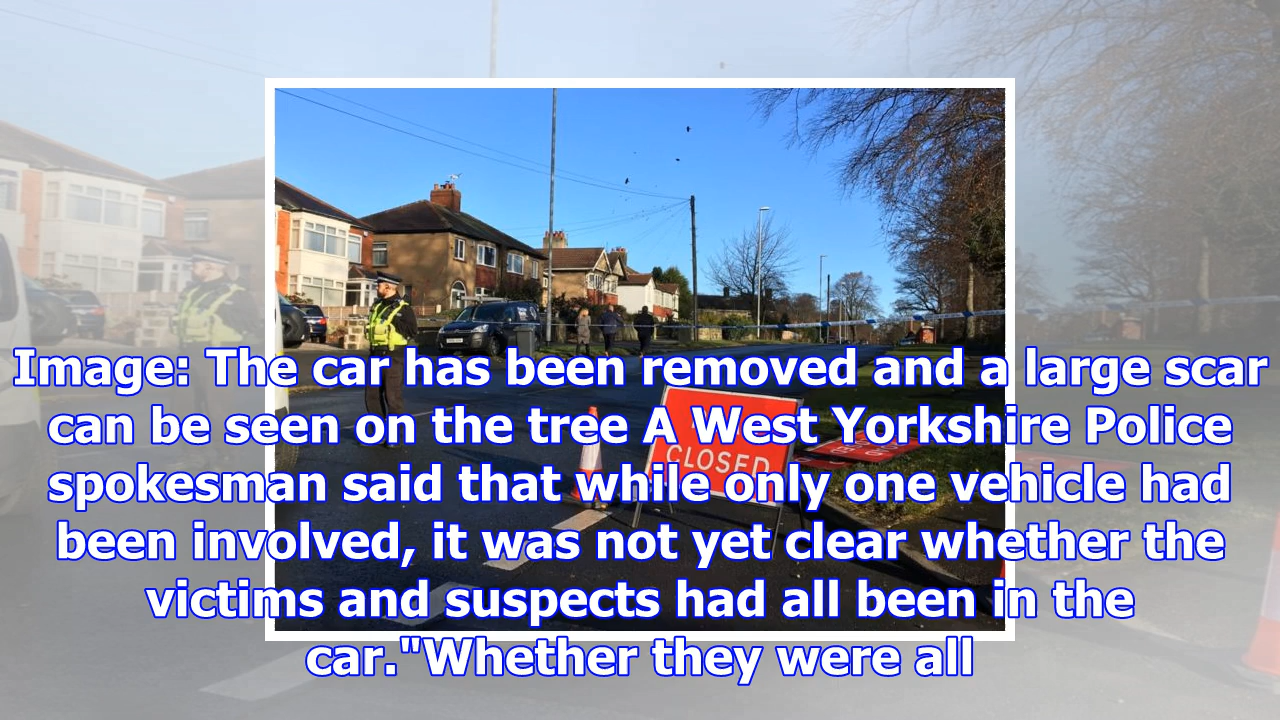 Image: The car has been removed and a large scar
can be seen on the tree A West Yorkshire Police
spokesman said that while only one vehicle had
been involved, it was not yet clear whether the
victims and suspects had all been in the
car."Whether they were all
CLOSED